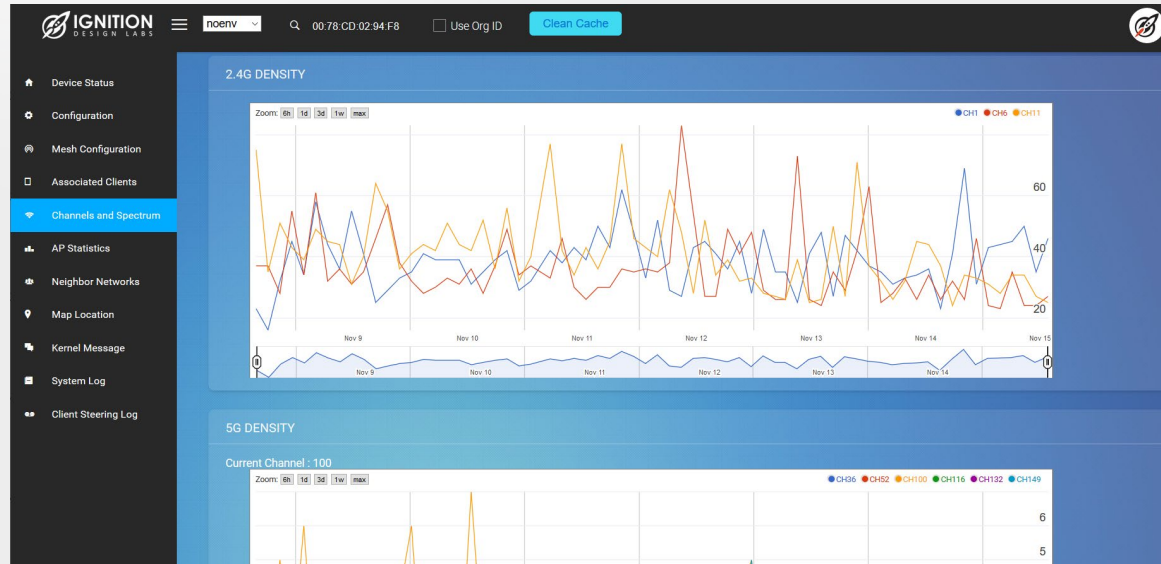 IGNITION
DESIGN LABS
noenv
00:78:CD:02:94:F8
Use Org ID
Clean Cache
Device Status
Configuration
Mesh Configuration
Associated Clients
Channels and Spectrum
AP Statistics
Neighbor Networks
Map Location
Kernel Message
System Log
Client Steering Log
2.4G DENSITY
Zoom: 6h 1d 3d 1w max
CH1 CH6 CH11
60
40
20
Nov 9 Nov 10 Nov 11 Nov 12 Nov 13 Nov 14 Nov 15
Nov 9 Nov 10 Nov 11 Nov 12 Nov 13 Nov 14
5G DENSITY
Current Channel : 100
Zoom: 6h 1d 3d 1w max
CH36 CH52 CH100 CH116 CH132 CH149
6
5